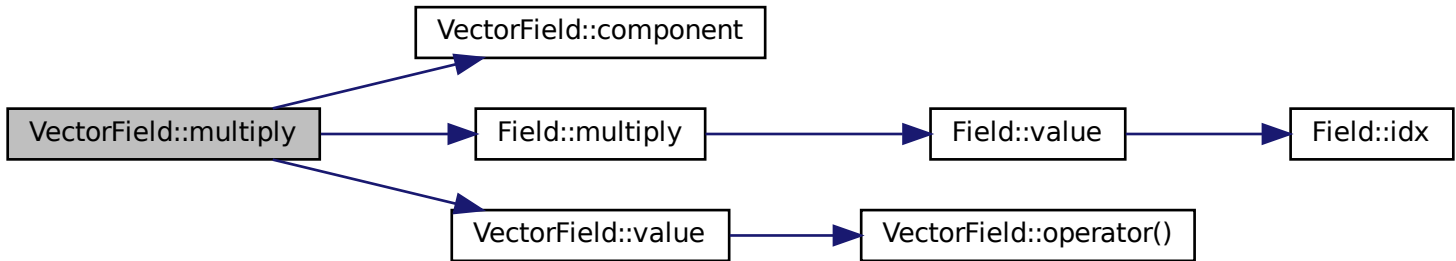 VectorField::component
VectorField::multiply
Field::multiply
Field::value
Field::idx
VectorField::value
VectorField::operator()